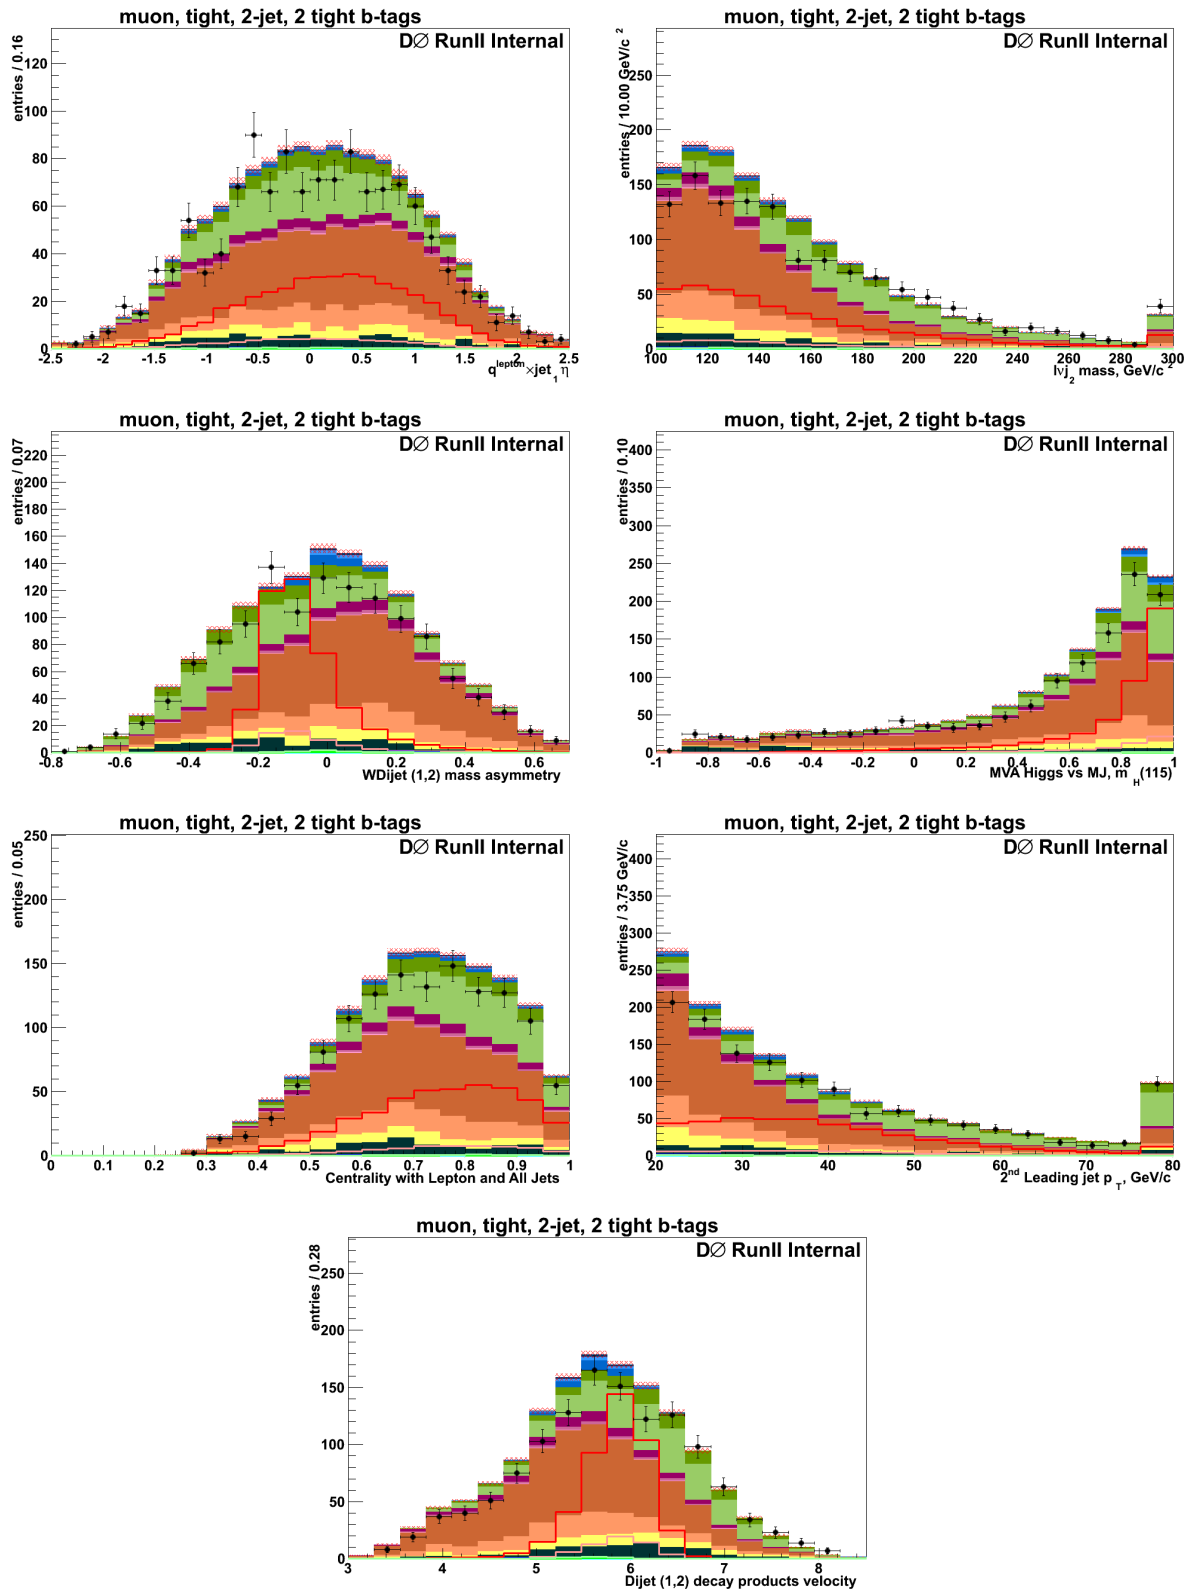 muon, tight, 2-jet, 2 tight b-tags
DØ RunII Internal
entries / 0.16
120
100
80
60
40
20
0
-2.5 -2 -1.5 -1 -0.5 0 0.5 1 1.5 2 2.5
q^lepton×jet_1 η
muon, tight, 2-jet, 2 tight b-tags
DØ RunII Internal
entries / 10.00 GeV/c^2
250
200
150
100
50
0
100 120 140 160 180 200 220 240 260 280 300
lνj_2 mass, GeV/c^2
muon, tight, 2-jet, 2 tight b-tags
DØ RunII Internal
entries / 0.07
220
200
180
160
140
120
100
80
60
40
20
0
-0.8 -0.6 -0.4 -0.2 0 0.2 0.4 0.6
WDijet (1,2) mass asymmetry
muon, tight, 2-jet, 2 tight b-tags
DØ RunII Internal
entries / 0.10
400
350
300
250
200
150
100
50
0
-1 -0.8 -0.6 -0.4 -0.2 0 0.2 0.4 0.6 0.8 1
MVA Higgs vs MJ, m_H(115)
muon, tight, 2-jet, 2 tight b-tags
DØ RunII Internal
entries / 0.05
250
200
150
100
50
0
0 0.1 0.2 0.3 0.4 0.5 0.6 0.7 0.8 0.9 1
Centrality with Lepton and All Jets
muon, tight, 2-jet, 2 tight b-tags
DØ RunII Internal
entries / 3.75 GeV/c
400
350
300
250
200
150
100
50
0
20 30 40 50 60 70 80
2^nd Leading jet p_T, GeV/c
muon, tight, 2-jet, 2 tight b-tags
DØ RunII Internal
entries / 0.28
250
200
150
100
50
0
3 4 5 6 7 8
Dijet (1,2) decay products velocity